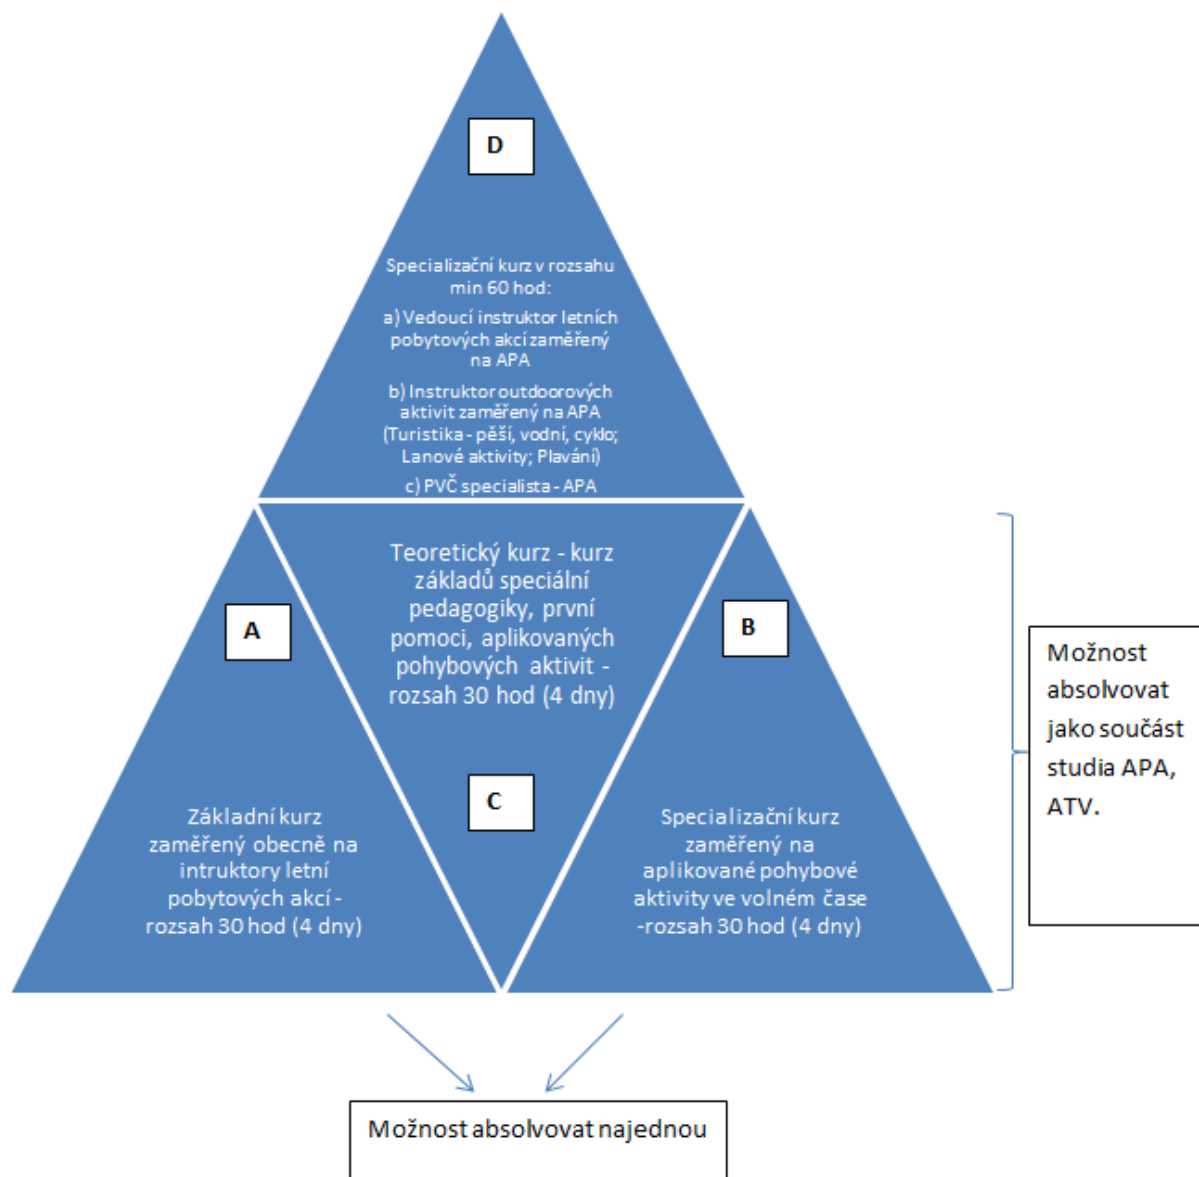 D
Specializační kurz v rozsahu
min 60 hod:
a) Vedoucí instruktor letních
pobytových akcí zaměřený
na APA
b) Instruktor outdoorových
aktivit zaměřený na APA
(Turistika - pěší, vodní, cyklo;
Lanové aktivity; Plavání)
c) PVČ specialista - APA
Teoretický kurz - kurz
základů speciální
pedagogiky, první
pomoci, aplikovaných
pohybových aktivit -
rozsah 30 hod (4 dny)
C
A
Základní kurz
zaměřený obecně na
intruktory letní
pobytových akcí -
rozsah 30 hod (4 dny)
B
Specializační kurz
zaměřený na
aplikované pohybové
aktivity ve volném čase
-rozsah 30 hod (4 dny)
Možnost
absolvovat
jako součást
studia APA,
ATV.
Možnost absolvovat najednou